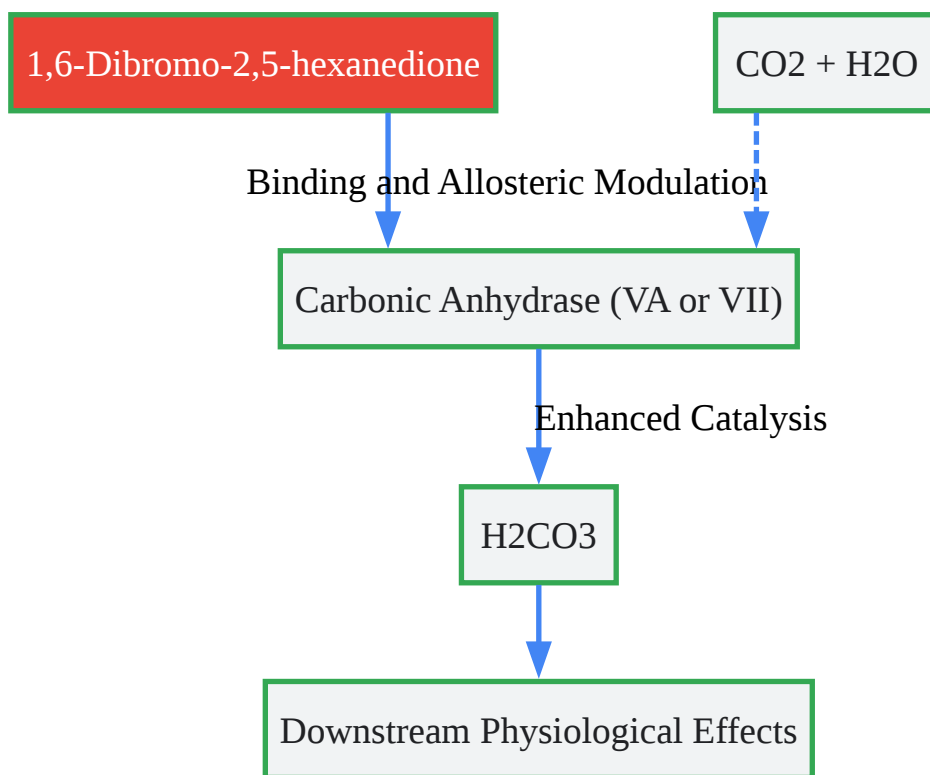 1,6-Dibromo-2,5-hexanedione
CO2 + H2O
Binding and Allosteric Modulation
Carbonic Anhydrase (VA or VII)
Enhanced Catalysis
H2CO3
Downstream Physiological Effects